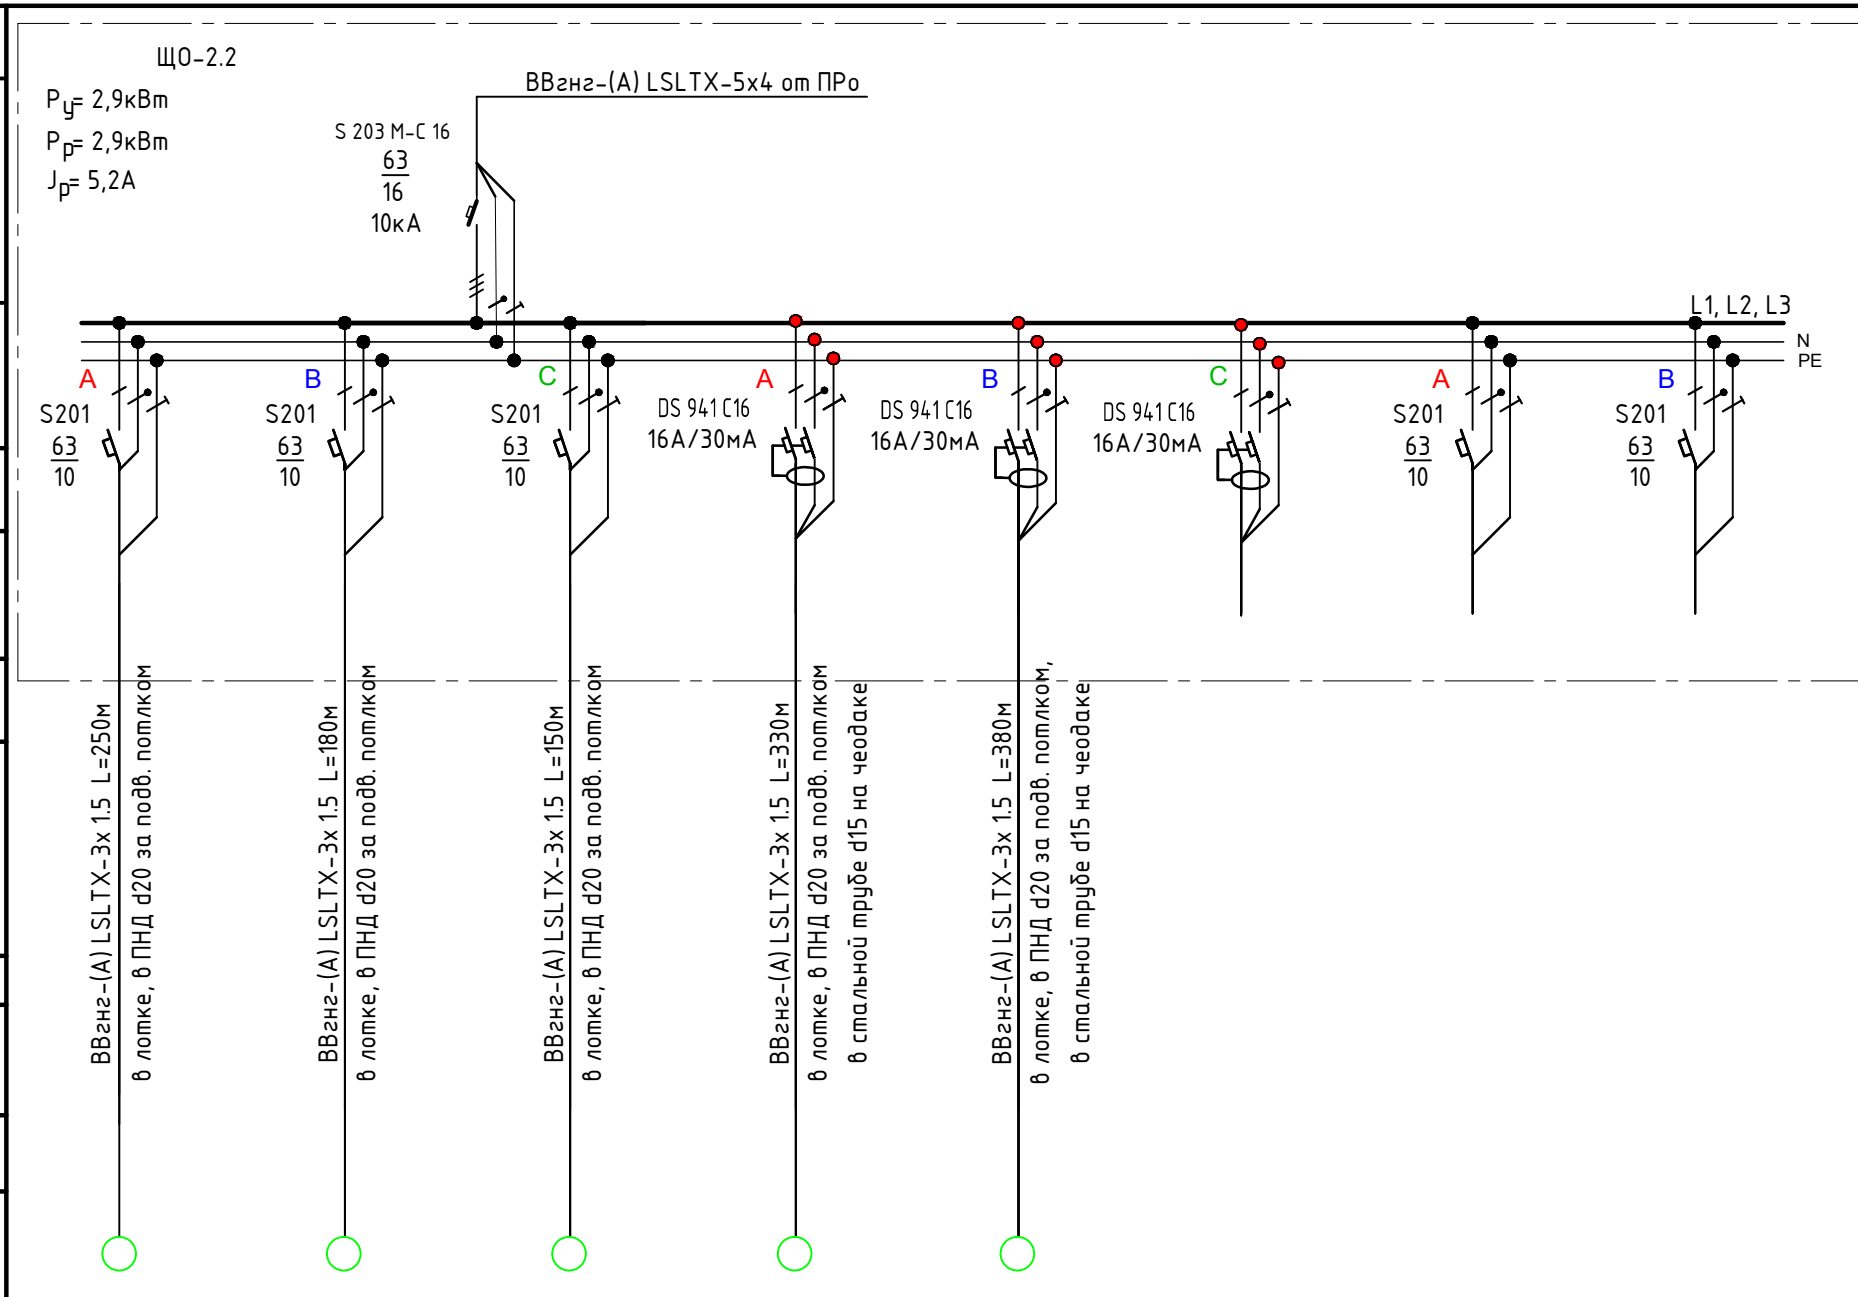 ЩО-2.2
Pу= 2,9кВт
Pр= 2,9кВт
Jр= 5,2А
ВВгнг-(А) LSLTX-5x4 от ПРо
S 203 M-C 16
63
16
10кА
L1, L2, L3
N
PE
A
S201
63
10
B
S201
63
10
C
S201
63
10
A
DS 941 C16
16А/30мА
B
DS 941 C16
16А/30мА
C
DS 941 C16
16А/30мА
A
S201
63
10
B
S201
63
10
ВВгнг-(А) LSLTX-3x 1.5 L=250м
в лотке, в ПНД d20 за подв. потлком
ВВгнг-(А) LSLTX-3x 1.5 L=180м
в лотке, в ПНД d20 за подв. потлком
ВВгнг-(А) LSLTX-3x 1.5 L=150м
в лотке, в ПНД d20 за подв. потлком
ВВгнг-(А) LSLTX-3x 1.5 L=330м
в лотке, в ПНД d20 за подв. потлком
в стальной трубе d15 на чеодаке
ВВгнг-(А) LSLTX-3x 1.5 L=380м
в лотке, в ПНД d20 за подв. потлком,
в стальной трубе d15 на чеодаке